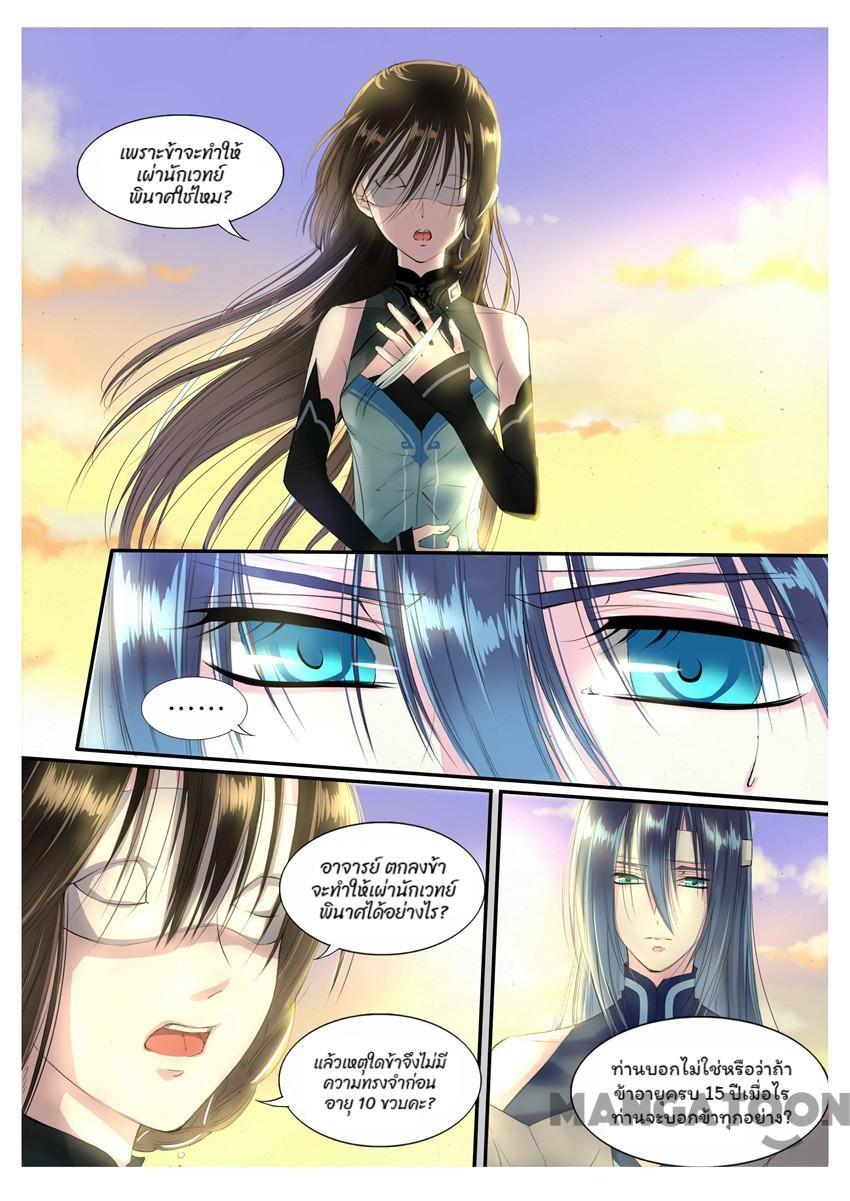 เพราะข้าจะทำให้
เผ่านักเวทย์
พินาศใช่ไหม?
......
อาจารย์ ตกลงข้า
จะทำให้เผ่านักเวทย์
พินาศได้อย่างไร?
แล้วเหตุใดข้าจึงไม่มี
ความทรงจำก่อน
อายุ 10 ขวบคะ?
ท่านบอกไม่ใช่หรือว่าถ้า
ข้าอายุครบ 15 ปีเมื่อไร
ท่านจะบอกข้าทุกอย่าง?
MANGATOON